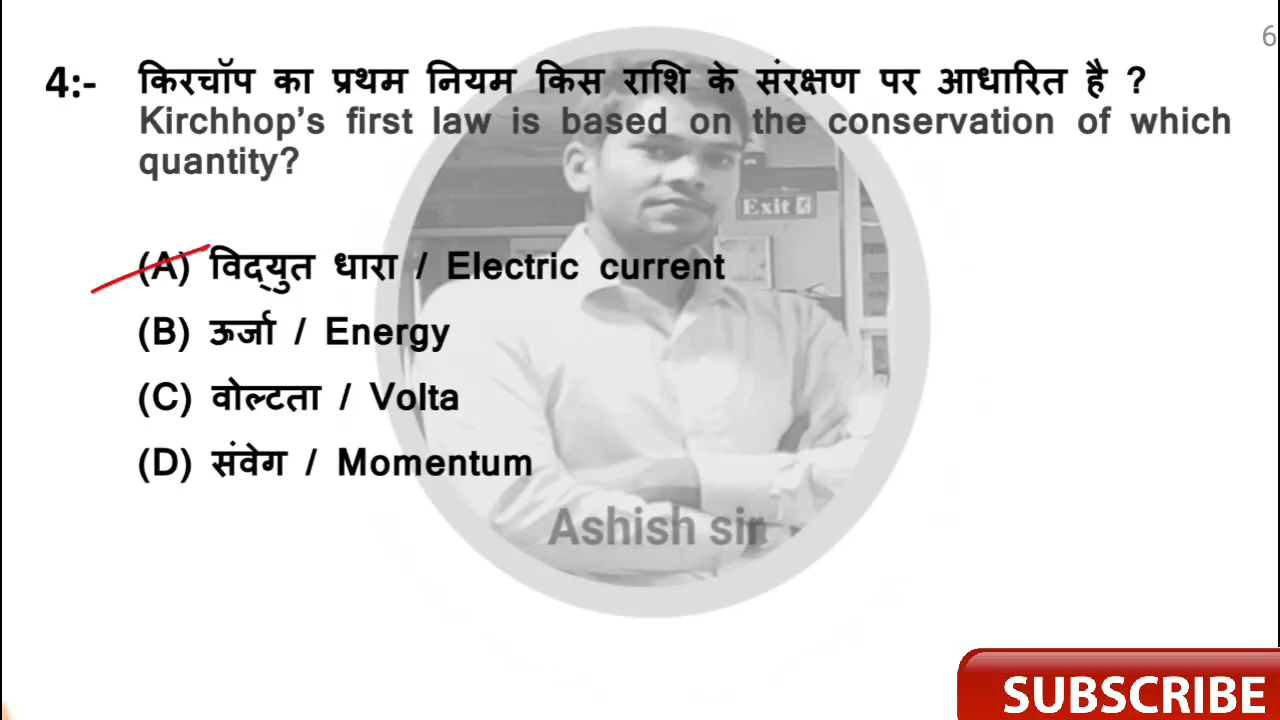 6
4:- किरचॉप का प्रथम नियम किस राशि के संरक्षण पर आधारित है ?
Kirchhop's first law is based on the conservation of which
quantity?
Exit
(A) विद्युत धारा / Electric current
(B) ऊर्जा / Energy
(C) वोल्टता / Volta
(D) संवेग / Momentum
Ashish sir
SUBSCRIBE